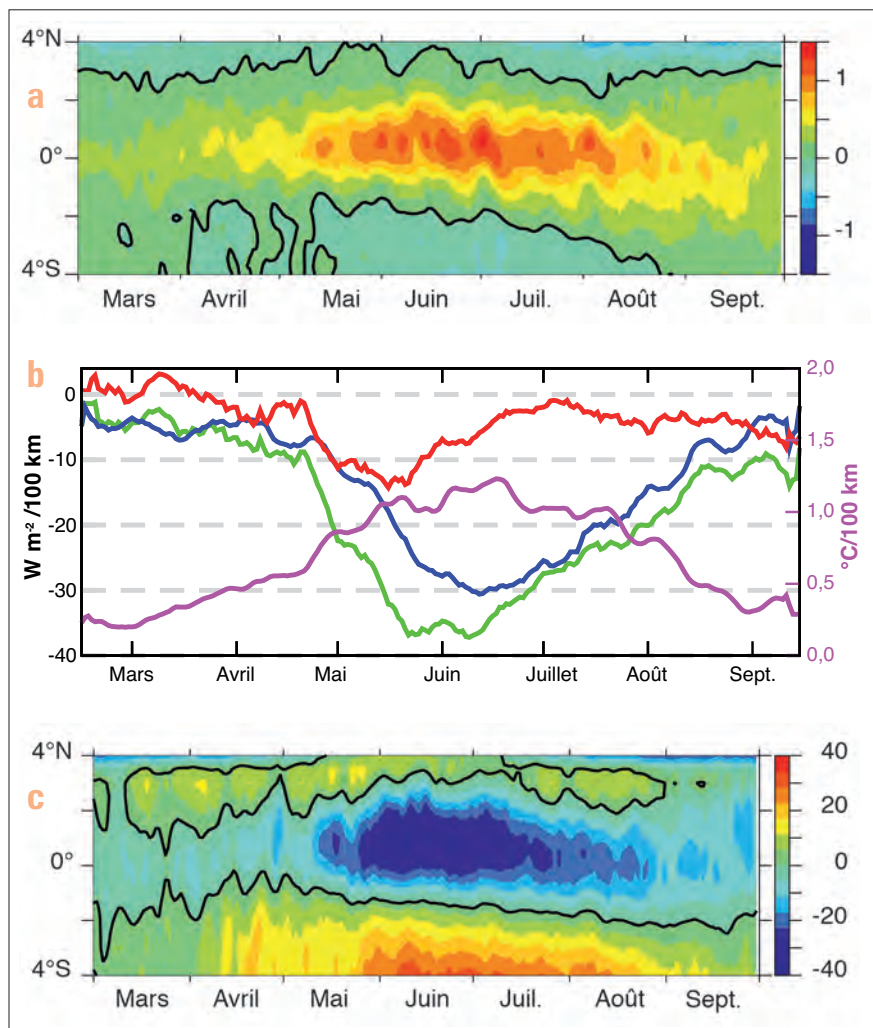 a
4°N
0°
4°S
1
0
-1
Mars Avril Mai Juin Juil. Août Sept.
b
W m⁻² /100 km
0
-10
-20
-30
-40
2,0
1,5
1,0
0,5
0,0
°C/100 km
Mars Avril Mai Juin Juillet Août Sept.
c
4°N
0°
4°S
40
20
0
-20
-40
Mars Avril Mai Juin Juil. Août Sept.